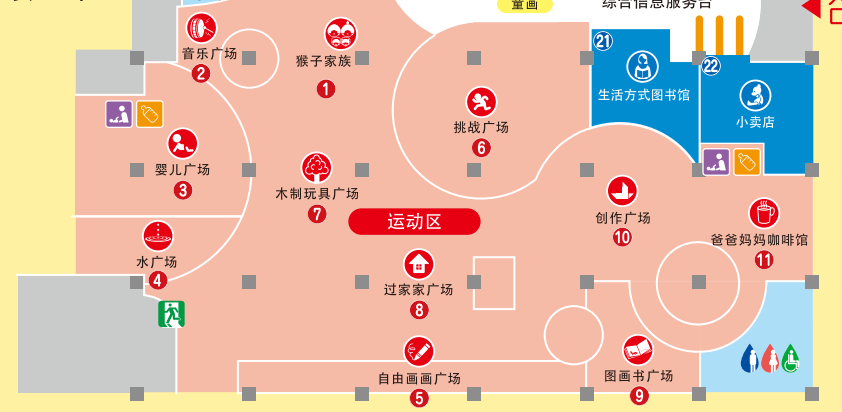 童画
综合信息服务台
音乐广场
2
猴子家族
1
21
生活方式图书馆
22
小卖店
挑战广场
6
婴儿广场
3
木制玩具广场
7
运动区
创作广场
10
爸爸妈妈咖啡馆
11
水广场
4
过家家广场
8
自由画画广场
5
图画书广场
9